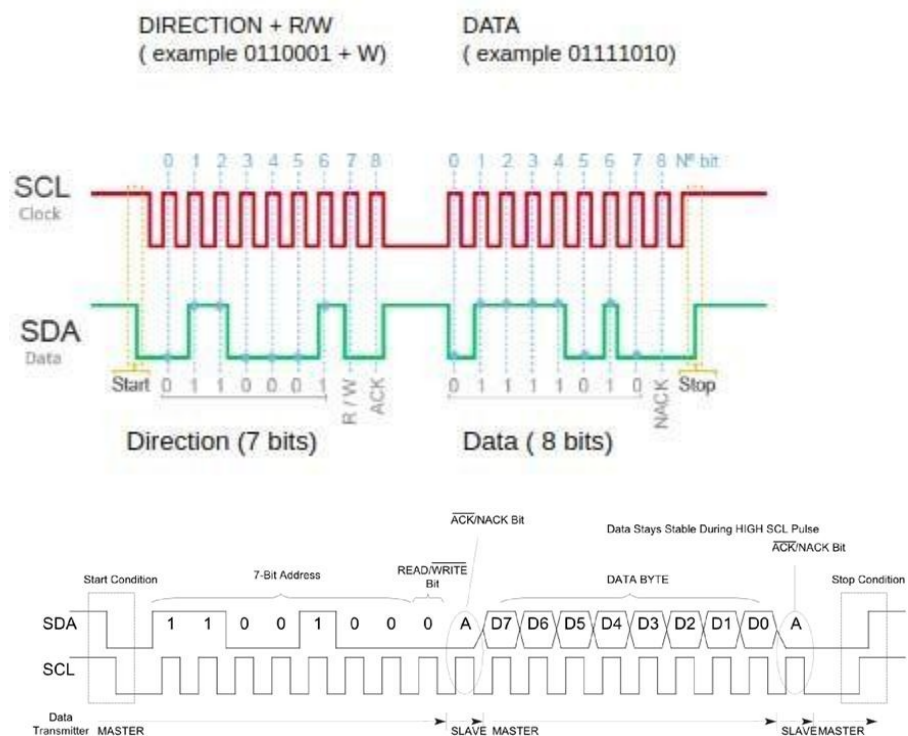 DIRECTION + R/W
( example 0110001 + W)
DATA
( example 01111010)
0 1 2 3 4 5 6 7 8
0 1 2 3 4 5 6 7 8 Nº bit
SCL
Clock
SDA
Data
Start
0 1 1 0 0 0 1 R / W ACK
0 1 1 1 1 0 1 0 NACK
Stop
Direction (7 bits)
Data ( 8 bits)
ACK/NACK Bit
Data Stays Stable During HIGH SCL Pulse
ACK/NACK Bit
Start Condition
7-Bit Address
READ/WRITE
Bit
DATA BYTE
Stop Condition
SDA
1 1 0 0 1 0 0 0 A D7 D6 D5 D4 D3 D2 D1 D0 A
SCL
Data
Transmitter MASTER
SLAVE MASTER
SLAVE MASTER